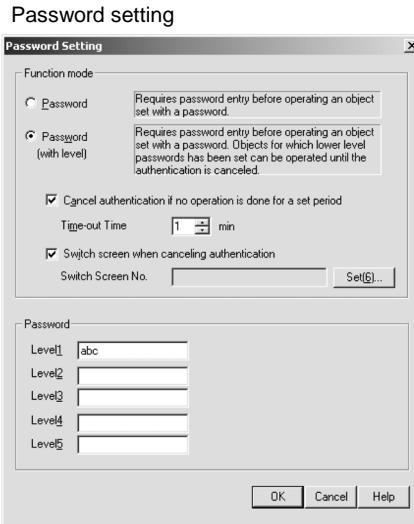 Password setting
Password Setting
Function mode
Password
Requires password entry before operating an object
set with a password.
Password
(with level)
Requires password entry before operating an object
set with a password. Objects for which lower level
passwords has been set can be operated until the
authentication is canceled.
Cancel authentication if no operation is done for a set period
Time-out Time
1
min
Switch screen when canceling authentication
Switch Screen No.
Set(6)...
Password
Level1
abc
Level2
Level3
Level4
Level5
OK
Cancel
Help